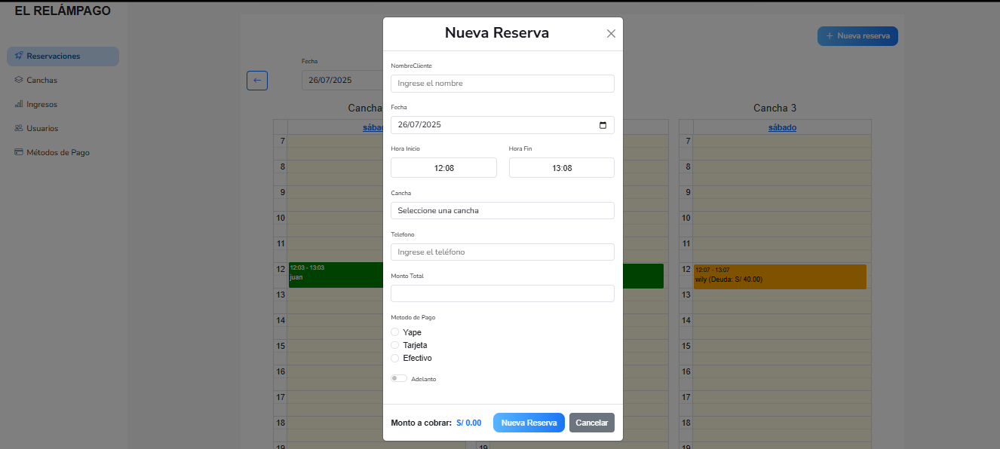 EL RELÁMPAGO
Reservaciones
Canchas
Ingresos
Usuarios
Métodos de Pago
Nueva reserva
Fecha
26/07/2025
Cancha
sába
7
8
9
10
11
12
13
14
15
16
17
18
19
12:03 - 13:03
juan
Nueva Reserva
NombreCliente
Ingrese el nombre
Fecha
26/07/2025
Hora Inicio
Hora Fin
12:08
13:08
Cancha
Seleccione una cancha
Telefono
Ingrese el teléfono
Monto Total
Metodo de Pago
Yape
Tarjeta
Efectivo
Adelanto
Monto a cobrar: S/ 0.00
Nueva Reserva
Cancelar
19
Cancha 3
sábado
7
8
9
10
11
12
13
14
15
16
17
18
19
12:07 - 13:07
wily (Deuda: S/ 40.00)